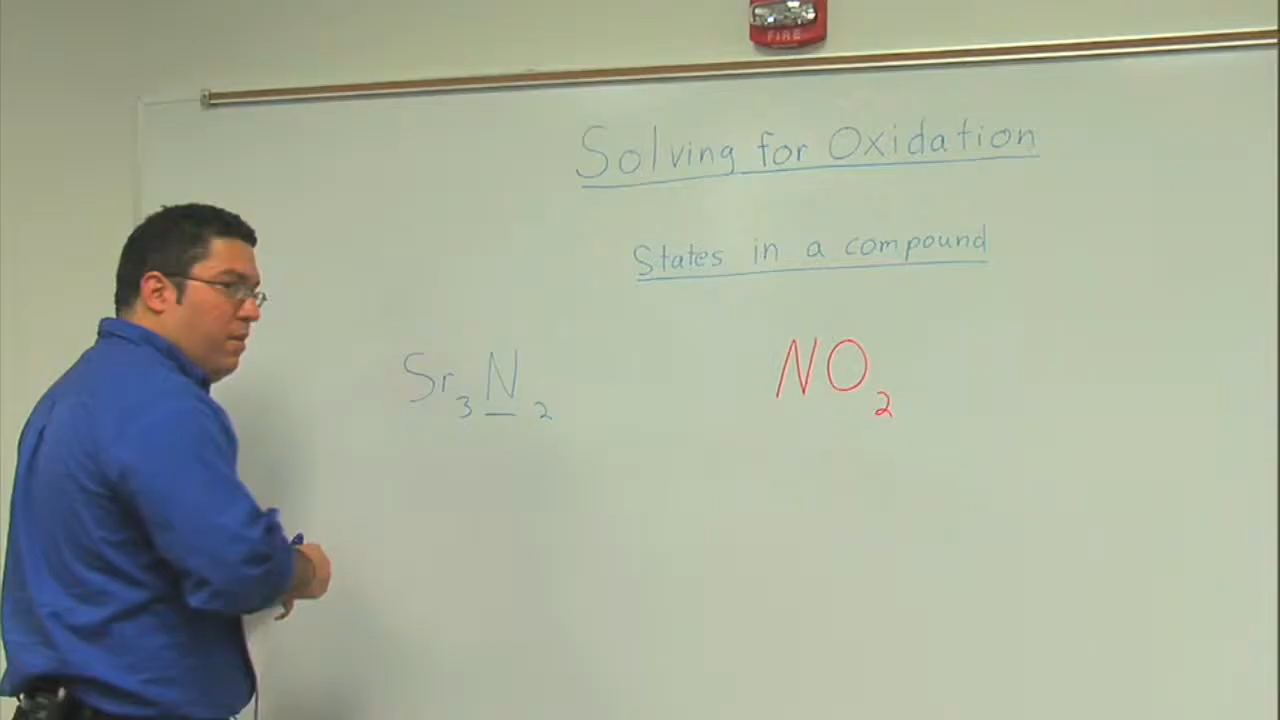 FIRE
Solving for Oxidation
States in a compound
Sr₃N₂
NO₂